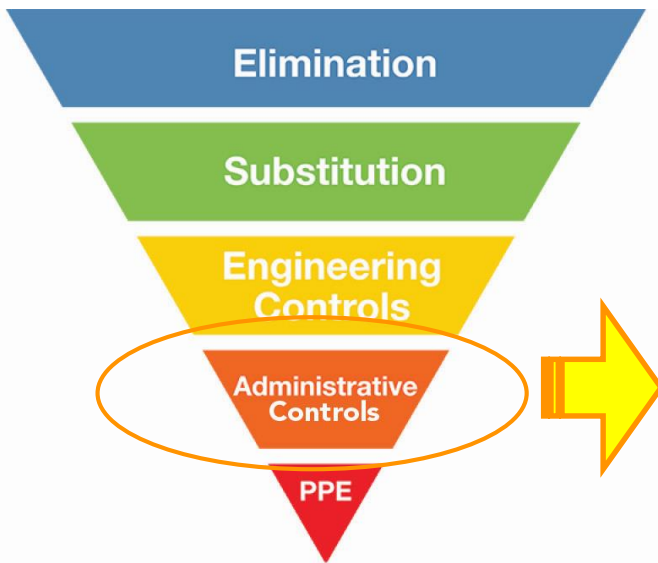 Elimination
Substitution
Engineering
Controls
Administrative
Controls
PPE